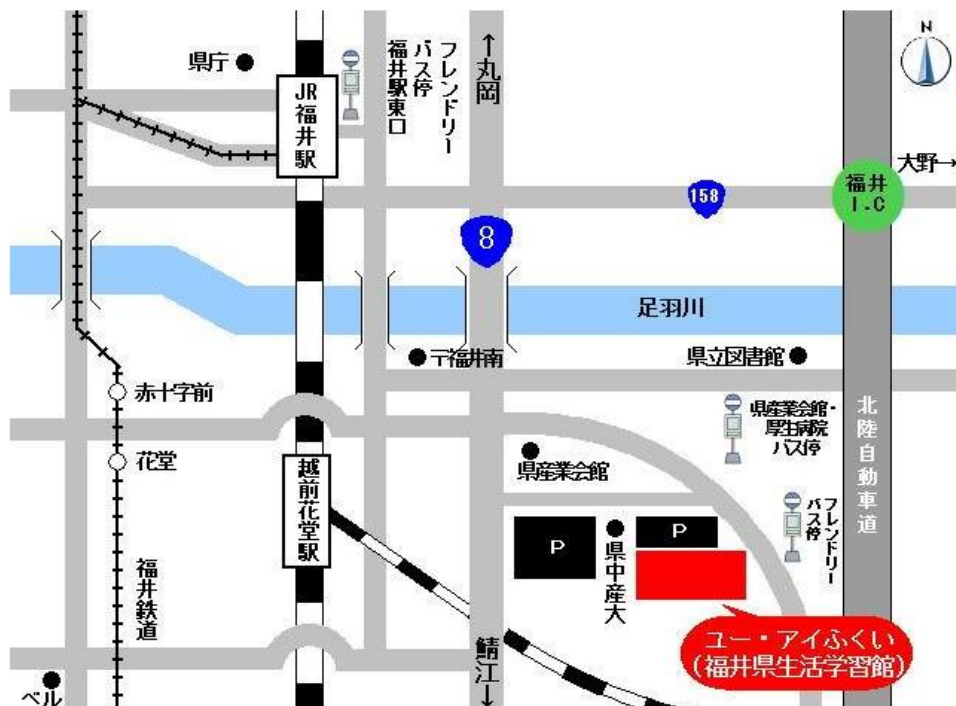 N
県庁
JR福井駅
フレンドリー
バス停
福井駅東口
↑丸岡
大野→
158
福井
I.C
8
足羽川
〒福井南
県立図書館
赤十字前
花堂
県産業会館・
厚生病院
バス停
北陸自動車道
県産業会館
越前花堂駅
フレンドリー
バス停
P
県中産大
P
福井鉄道
ユー・アイふくい
(福井県生活学習館)
鯖江↓
ベル